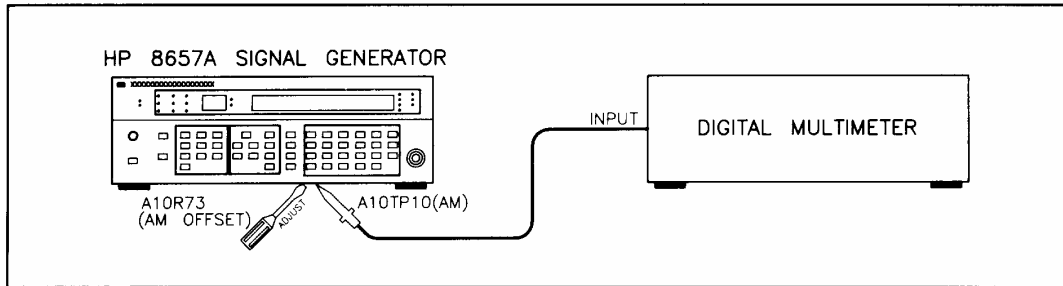 HP 8657A SIGNAL GENERATOR
INPUT
DIGITAL MULTIMETER
A10R73
(AM OFFSET)
ADJUST
A10TP10(AM)